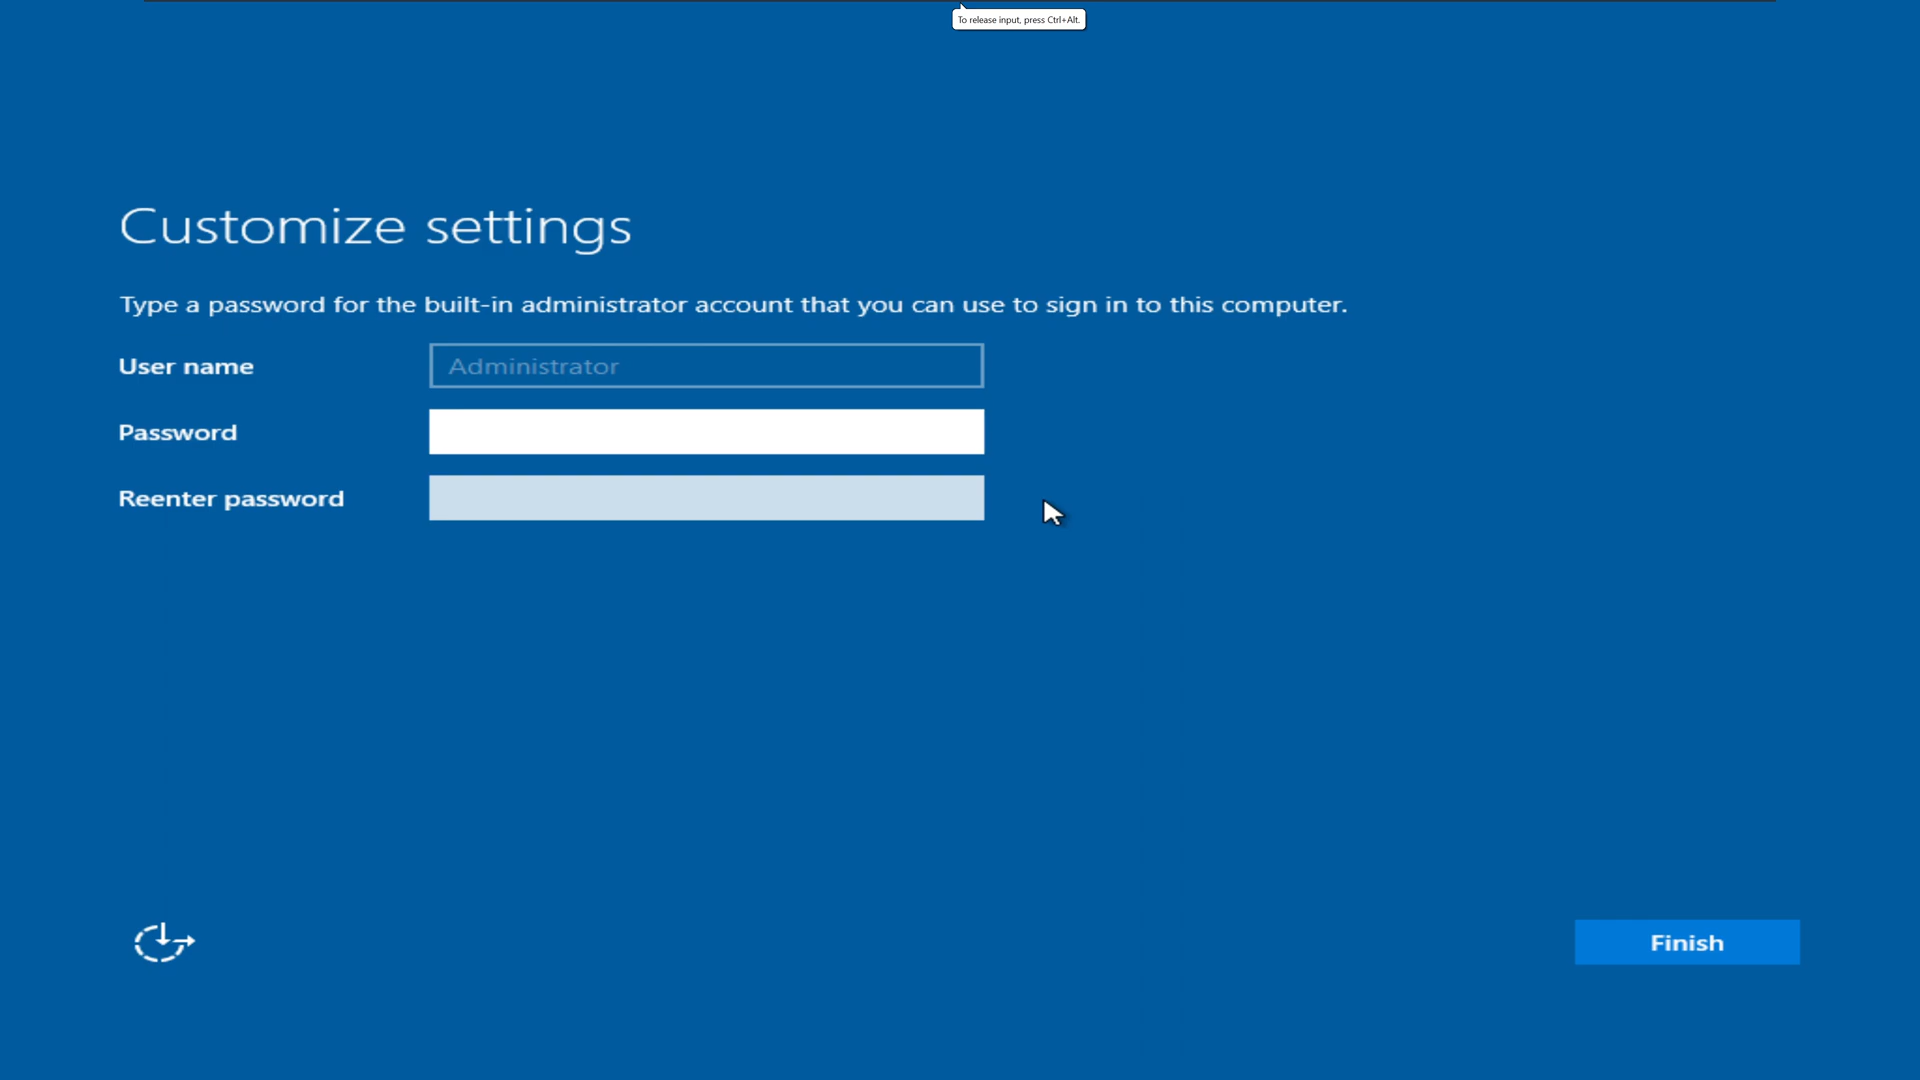 To release input, press Ctrl+Alt.
Customize settings
Type a password for the built-in administrator account that you can use to sign in to this computer.
User name Administrator
Password
Reenter password
Finish